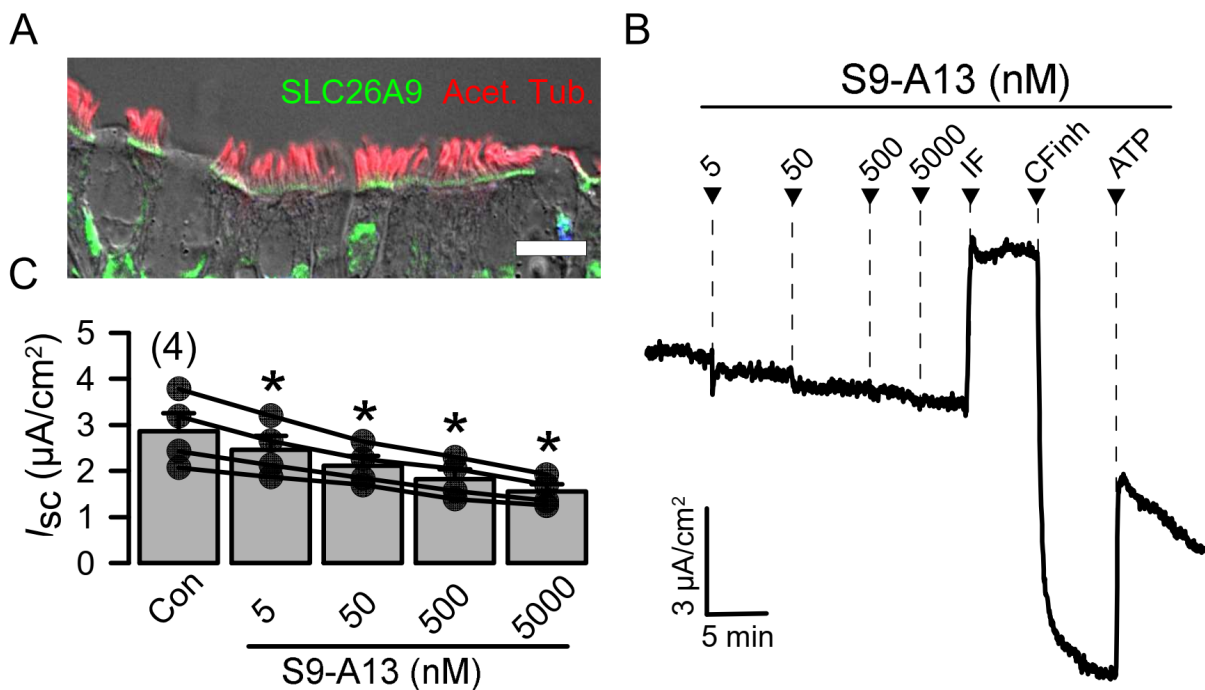 A
SLC26A9 Acet. Tub.
B
S9-A13 (nM)
5 50 500 5000 IF CFinh ATP
3 µA/cm²
5 min
C
5
4
3
2
1
0
Isc (µA/cm²)
(4)
*
*
*
*
Con 5 50 500 5000
S9-A13 (nM)